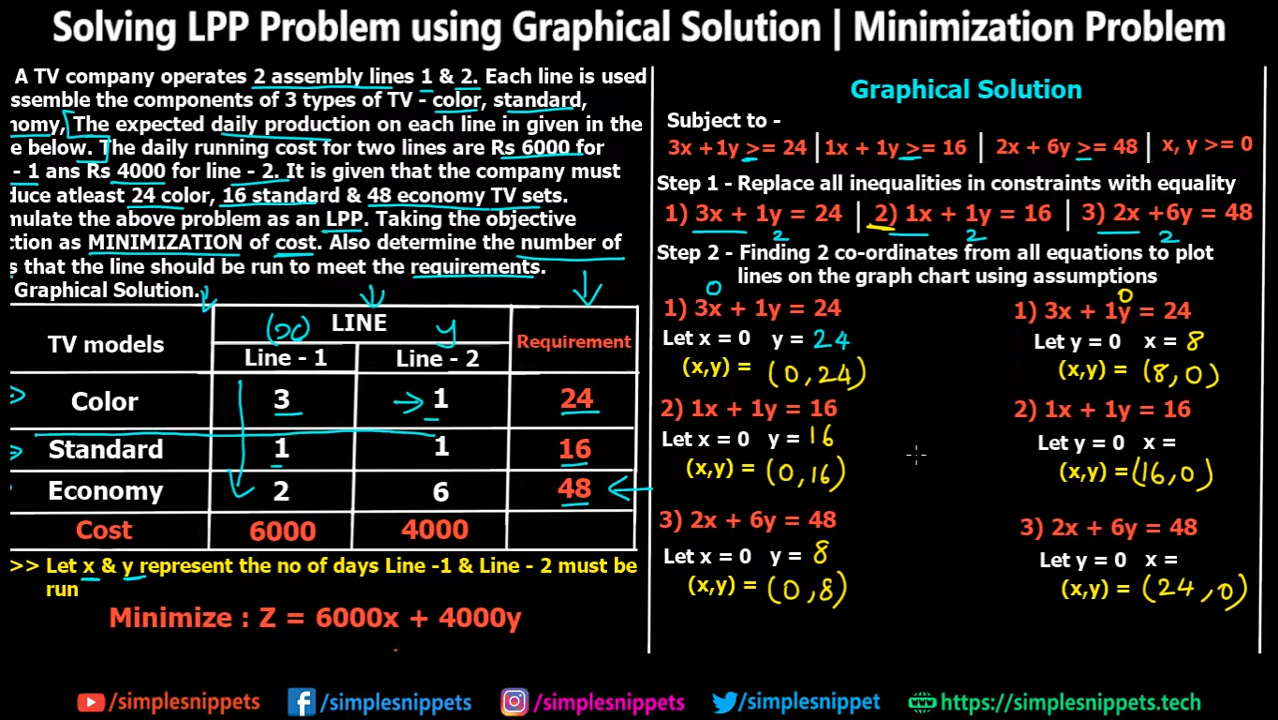 Solving LPP Problem using Graphical Solution | Minimization Problem
A TV company operates 2 assembly lines 1 & 2. Each line is used
ssemble the components of 3 types of TV - color, standard,
nomy, The expected daily production on each line in given in the
e below. The daily running cost for two lines are Rs 6000 for
- 1 ans Rs 4000 for line - 2. It is given that the company must
duce atleast 24 color, 16 standard & 48 economy TV sets.
mulate the above problem as an LPP. Taking the objective
ction as MINIMIZATION of cost. Also determine the number of
s that the line should be run to meet the requirements.
Graphical Solution.
TV models (x) LINE y Requirement
Line - 1 Line - 2
Color 3 1 24
Standard 1 1 16
Economy 2 6 48
Cost 6000 4000
>> Let x & y represent the no of days Line -1 & Line - 2 must be
run
Minimize : Z = 6000x + 4000y
Graphical Solution
Subject to -
3x +1y >= 24 | 1x + 1y >= 16 | 2x + 6y >= 48 | x, y >= 0
Step 1 - Replace all inequalities in constraints with equality
1) 3x + 1y = 24 | 2) 1x + 1y = 16 | 3) 2x +6y = 48
2 2 2
Step 2 - Finding 2 co-ordinates from all equations to plot
lines on the graph chart using assumptions
0
1) 3x + 1y = 24
Let x = 0 y = 24
(x,y) = (0,24)
2) 1x + 1y = 16
Let x = 0 y = 16
(x,y) = (0,16)
3) 2x + 6y = 48
Let x = 0 y = 8
(x,y) = (0,8)
0
1) 3x + 1y = 24
Let y = 0 x = 8
(x,y) = (8,0)
2) 1x + 1y = 16
Let y = 0 x =
(x,y) = (16,0)
3) 2x + 6y = 48
Let y = 0 x =
(x,y) = (24,0)
/simplesnippets /simplesnippets /simplesnippets /simplesnippets https://simplesnippets.tech